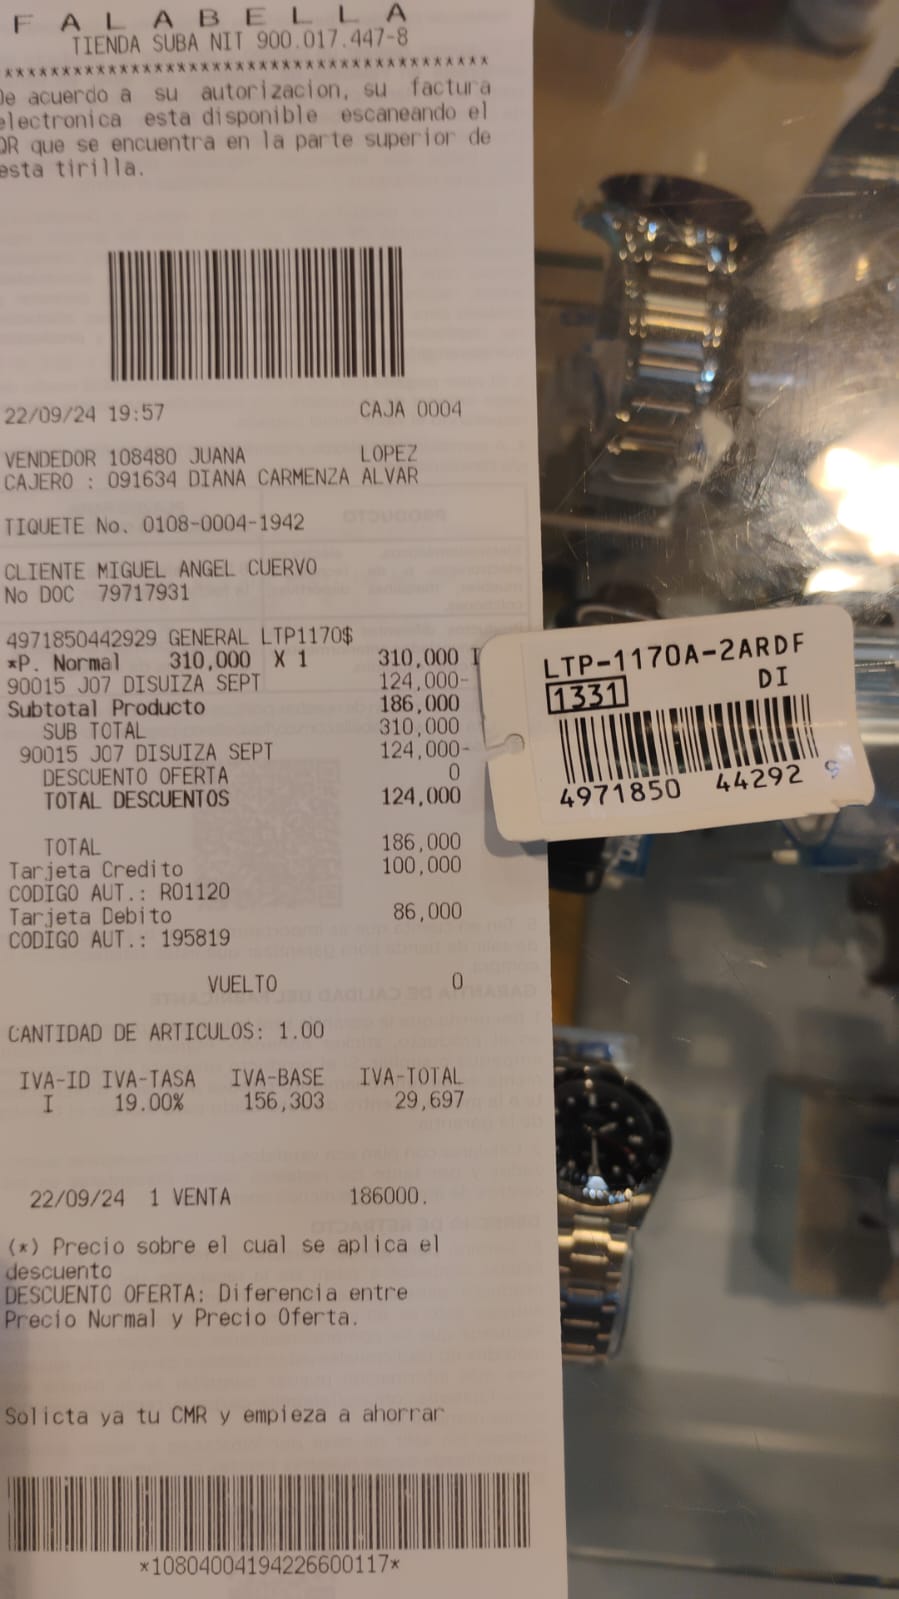 F A L A B E L L A
TIENDA SUBA NIT 900.017.447-8
******************************************
De acuerdo a su autorizacion, su factura
electronica esta disponible escaneando el
QR que se encuentra en la parte superior de
esta tirilla.
22/09/24 19:57 CAJA 0004
VENDEDOR 108480 JUANA LOPEZ
CAJERO : 091634 DIANA CARMENZA ALVAR
TIQUETE No. 0108-0004-1942
CLIENTE MIGUEL ANGEL CUERVO
No DOC 79717931
4971850442929 GENERAL LTP1170$
*P. Normal 310,000 X 1 310,000 I
90015 J07 DISUIZA SEPT 124,000-
Subtotal Producto 186,000
SUB TOTAL 310,000
90015 J07 DISUIZA SEPT 124,000-
DESCUENTO OFERTA 0
TOTAL DESCUENTOS 124,000
TOTAL 186,000
Tarjeta Credito 100,000
CODIGO AUT.: R01120
Tarjeta Debito 86,000
CODIGO AUT.: 195819
VUELTO 0
CANTIDAD DE ARTICULOS: 1.00
IVA-ID IVA-TASA IVA-BASE IVA-TOTAL
I 19.00% 156,303 29,697
22/09/24 1 VENTA 186000.
(*) Precio sobre el cual se aplica el
descuento
DESCUENTO OFERTA: Diferencia entre
Precio Normal y Precio Oferta.
Solicta ya tu CMR y empieza a ahorrar
*10804004194226600117*
LTP-1170A-2ARDF
1331 DI
4971850 44292